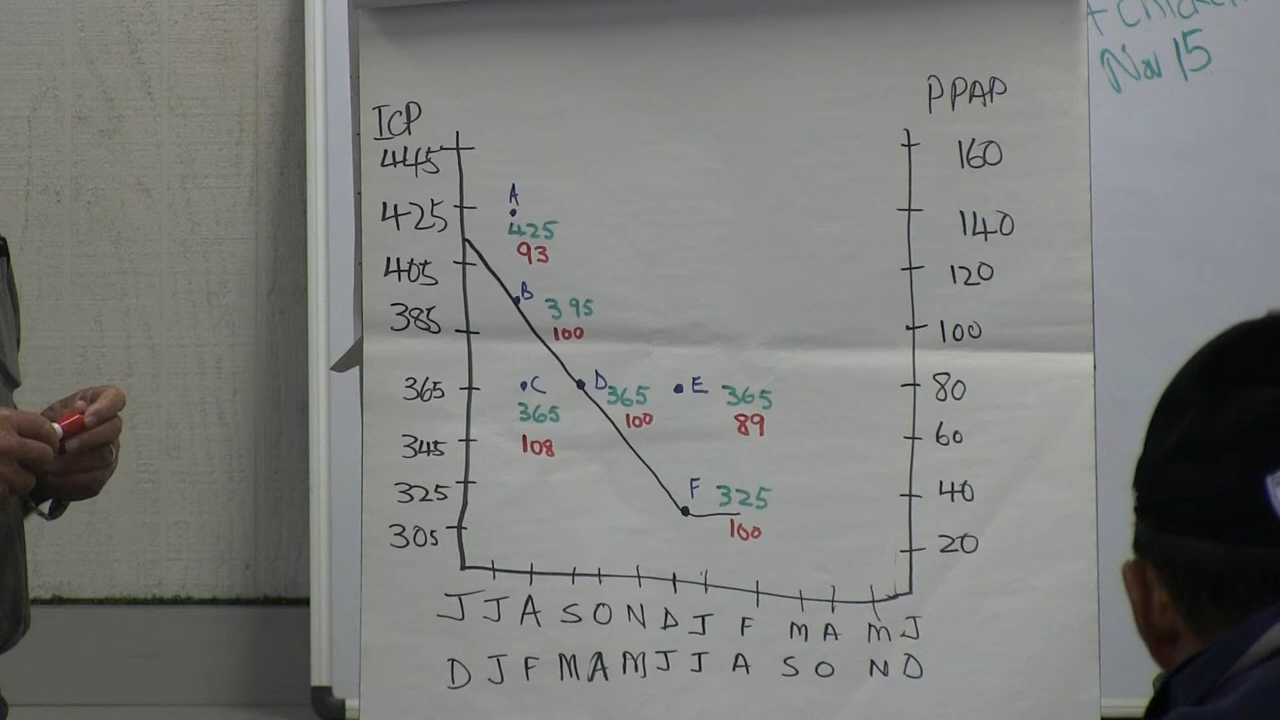 + Chicken
Nov 15
ICP
PPAP
445
160
A
425
140
425
93
405
120
B
395
385
100
100
C
D
E
365
365
365
80
365
100
89
108
345
60
F
325
325
40
100
305
20
J J A S O N D J F M A M J
D J F M A M J J A S O N D